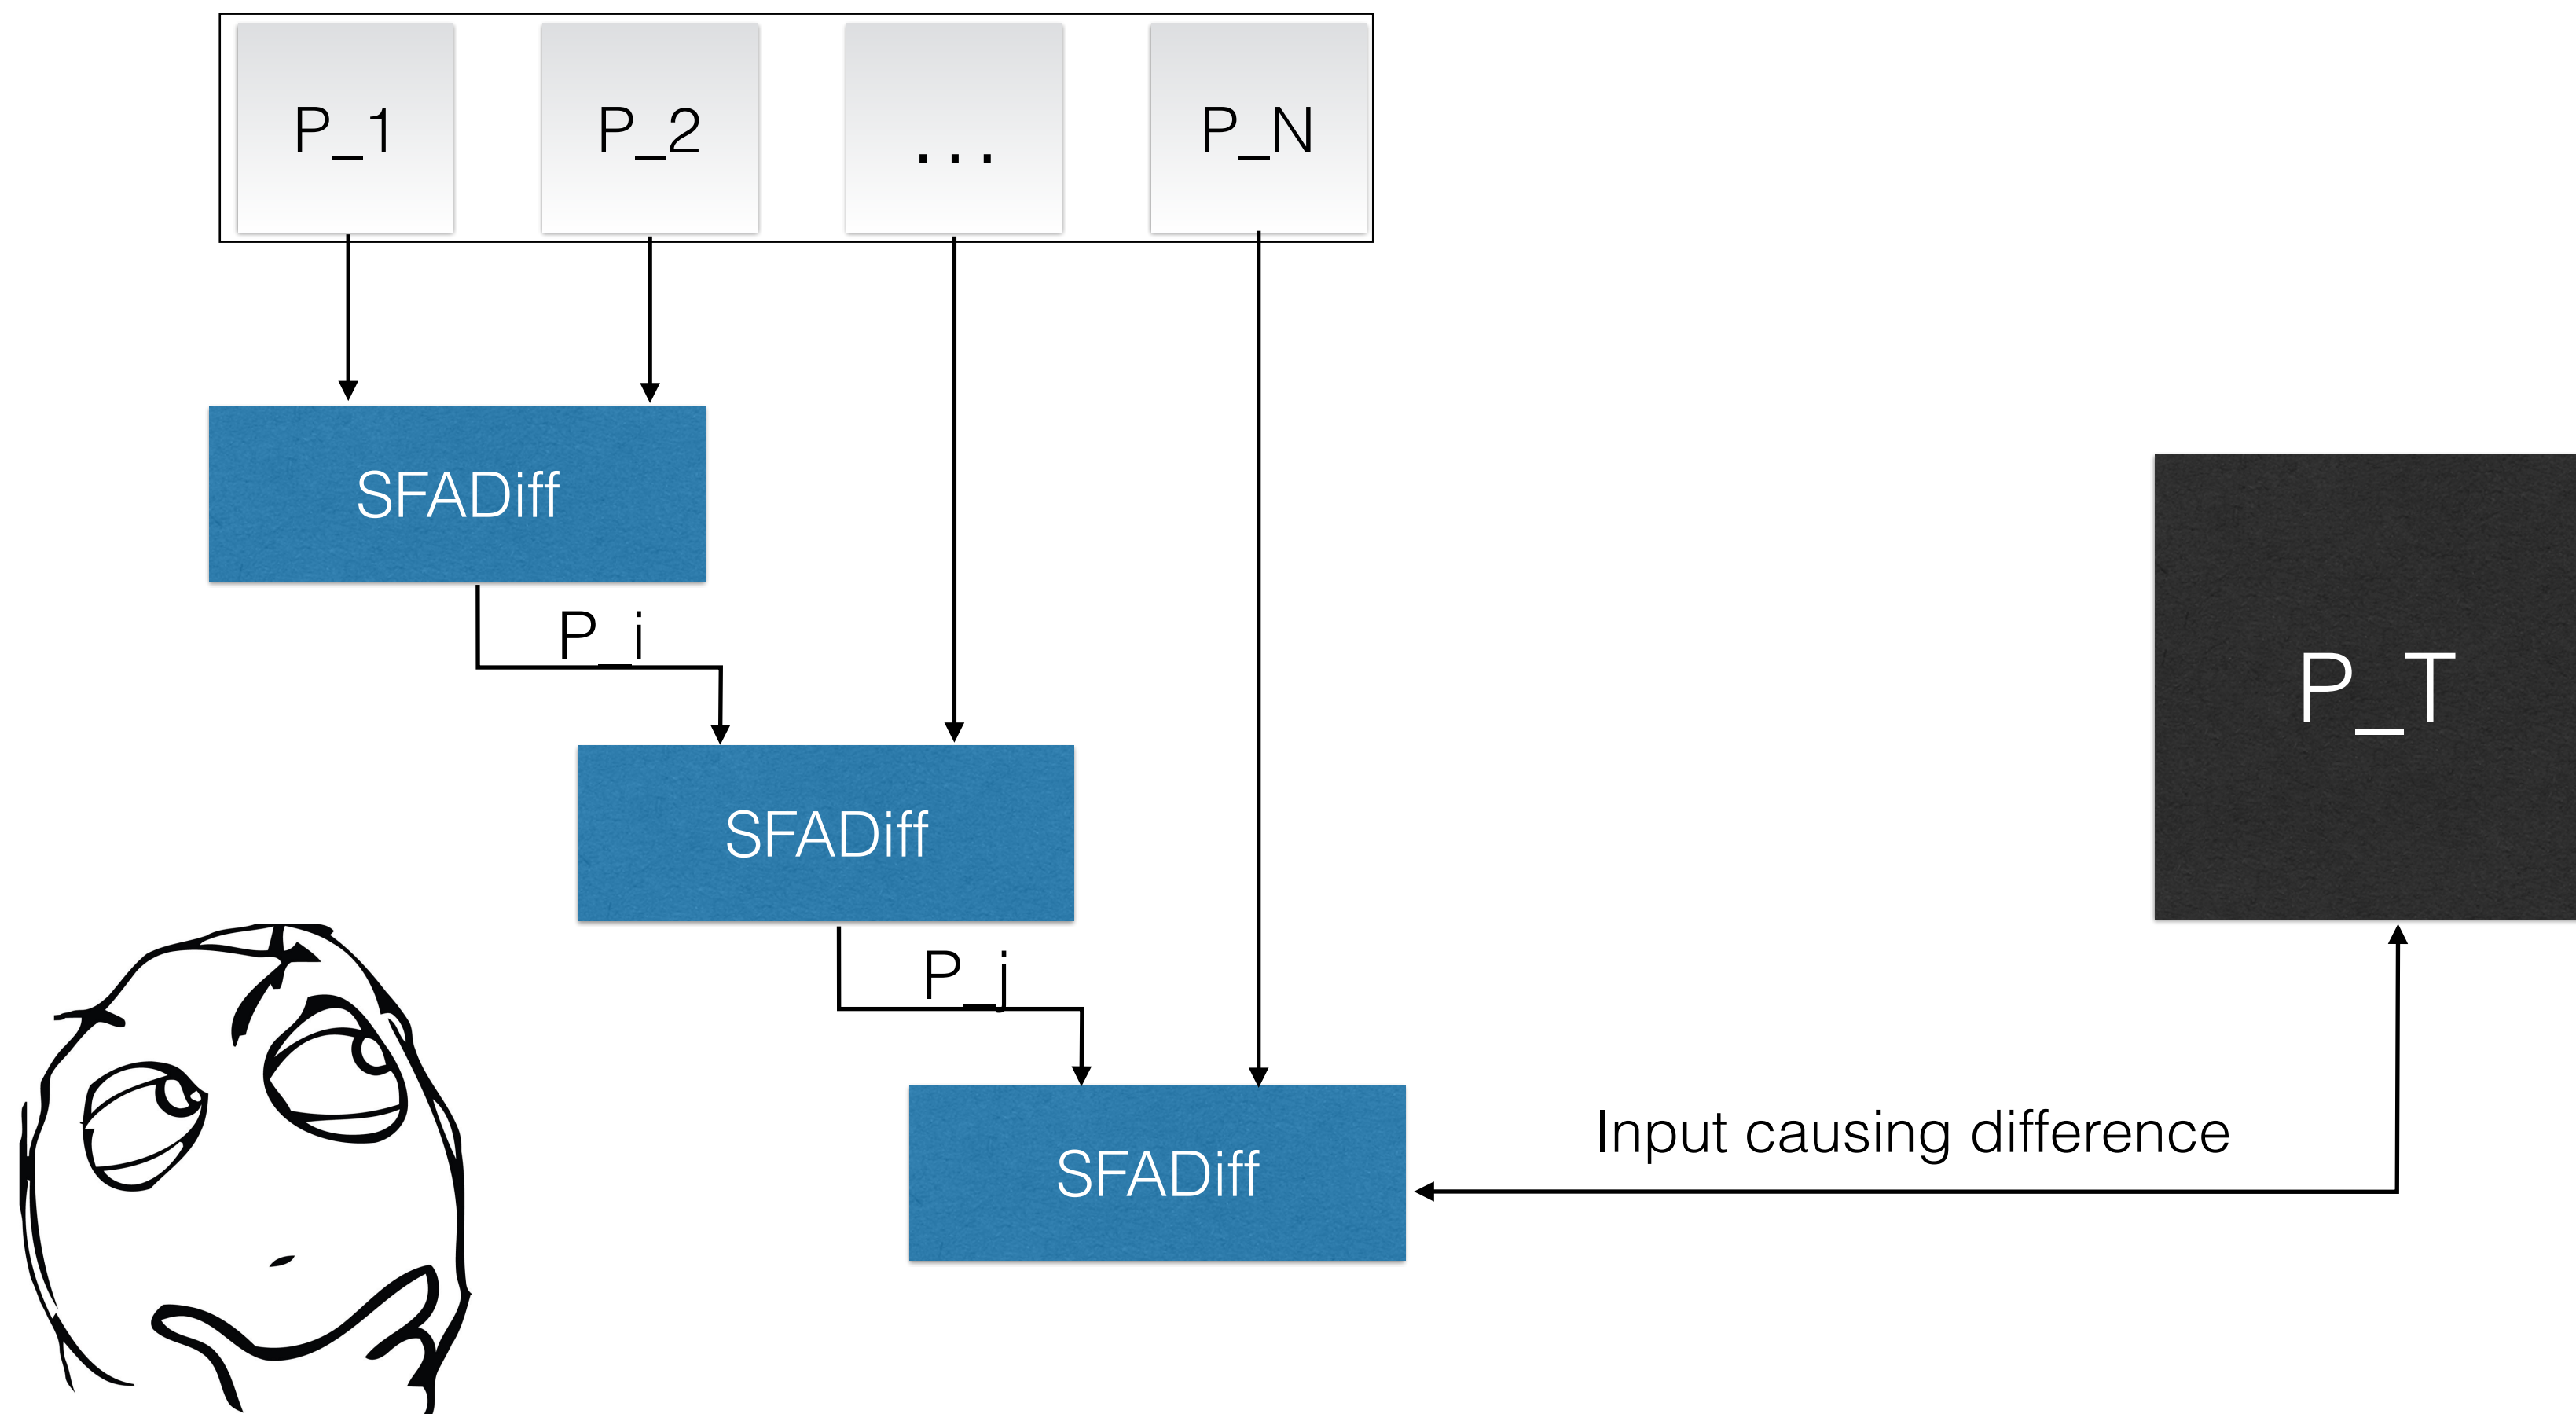 P_1
P_2
...
P_N
SFADiff
P_i
P_T
SFADiff
P_j
Input causing difference
SFADiff